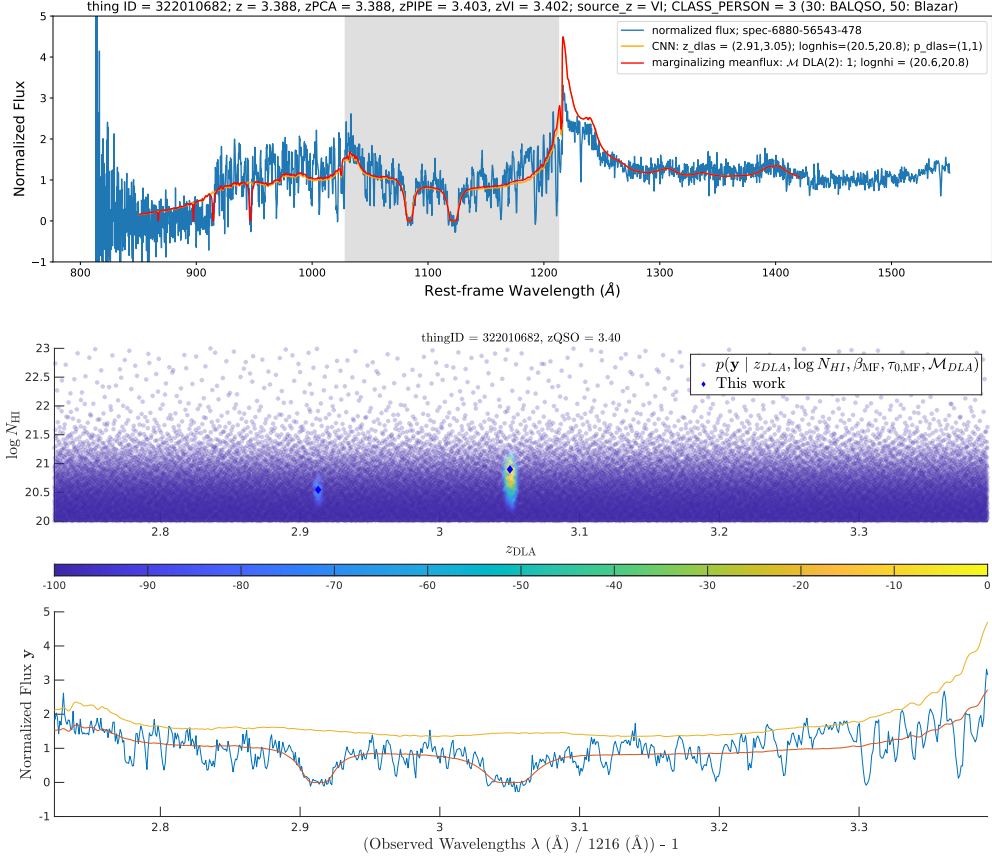 thing ID = 322010682; z = 3.388, zPCA = 3.388, zPIPE = 3.403, zVI = 3.402; source_z = VI; CLASS_PERSON = 3 (30: BALQSO, 50: Blazar)
normalized flux; spec-6880-56543-478
CNN: z_dlas = (2.91,3.05); lognhis=(20.5,20.8); p_dlas=(1,1)
marginalizing meanflux: ℳ DLA(2): 1; lognhi = (20.6,20.8)
Normalized Flux
5
4
3
2
1
0
−1
800 900 1000 1100 1200 1300 1400 1500
Rest-frame Wavelength (Å)
thingID = 322010682, zQSO = 3.40
p(y | z_DLA, log N_HI, β_MF, τ_0,MF, ℳ_DLA)
This work
log N_HI
23
22.5
22
21.5
21
20.5
20
2.8 2.9 3 3.1 3.2 3.3
z_DLA
-100 -90 -80 -70 -60 -50 -40 -30 -20 -10 0
Normalized Flux y
5
4
3
2
1
0
-1
2.8 2.9 3 3.1 3.2 3.3
(Observed Wavelengths λ (Å) / 1216 (Å)) - 1